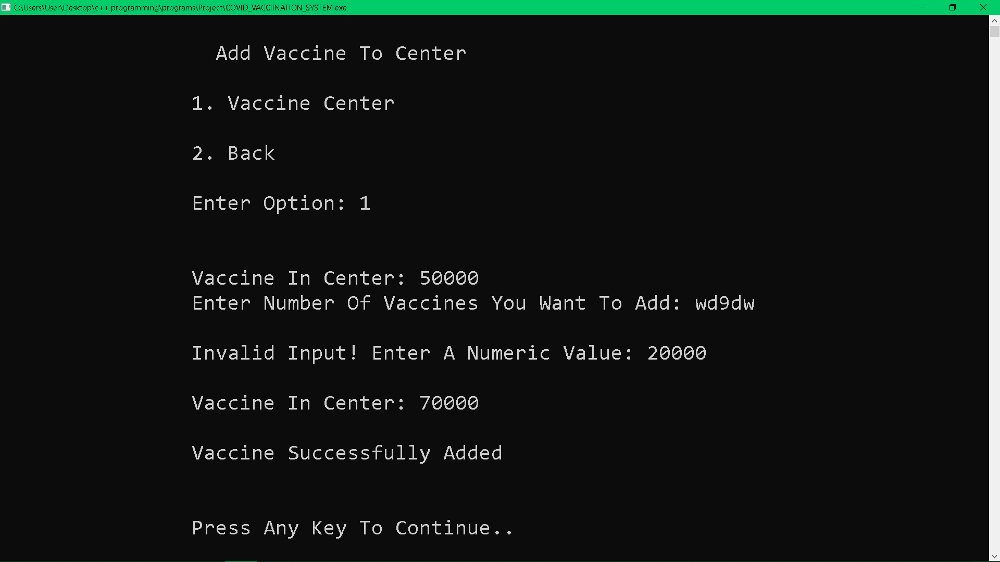 C:\Users\User\Desktop\c++ programming\programs\Project\COVID_VACCIINATION_SYSTEM.exe
Add Vaccine To Center
1. Vaccine Center
2. Back
Enter Option: 1
Vaccine In Center: 50000
Enter Number Of Vaccines You Want To Add: wd9dw
Invalid Input! Enter A Numeric Value: 20000
Vaccine In Center: 70000
Vaccine Successfully Added
Press Any Key To Continue..